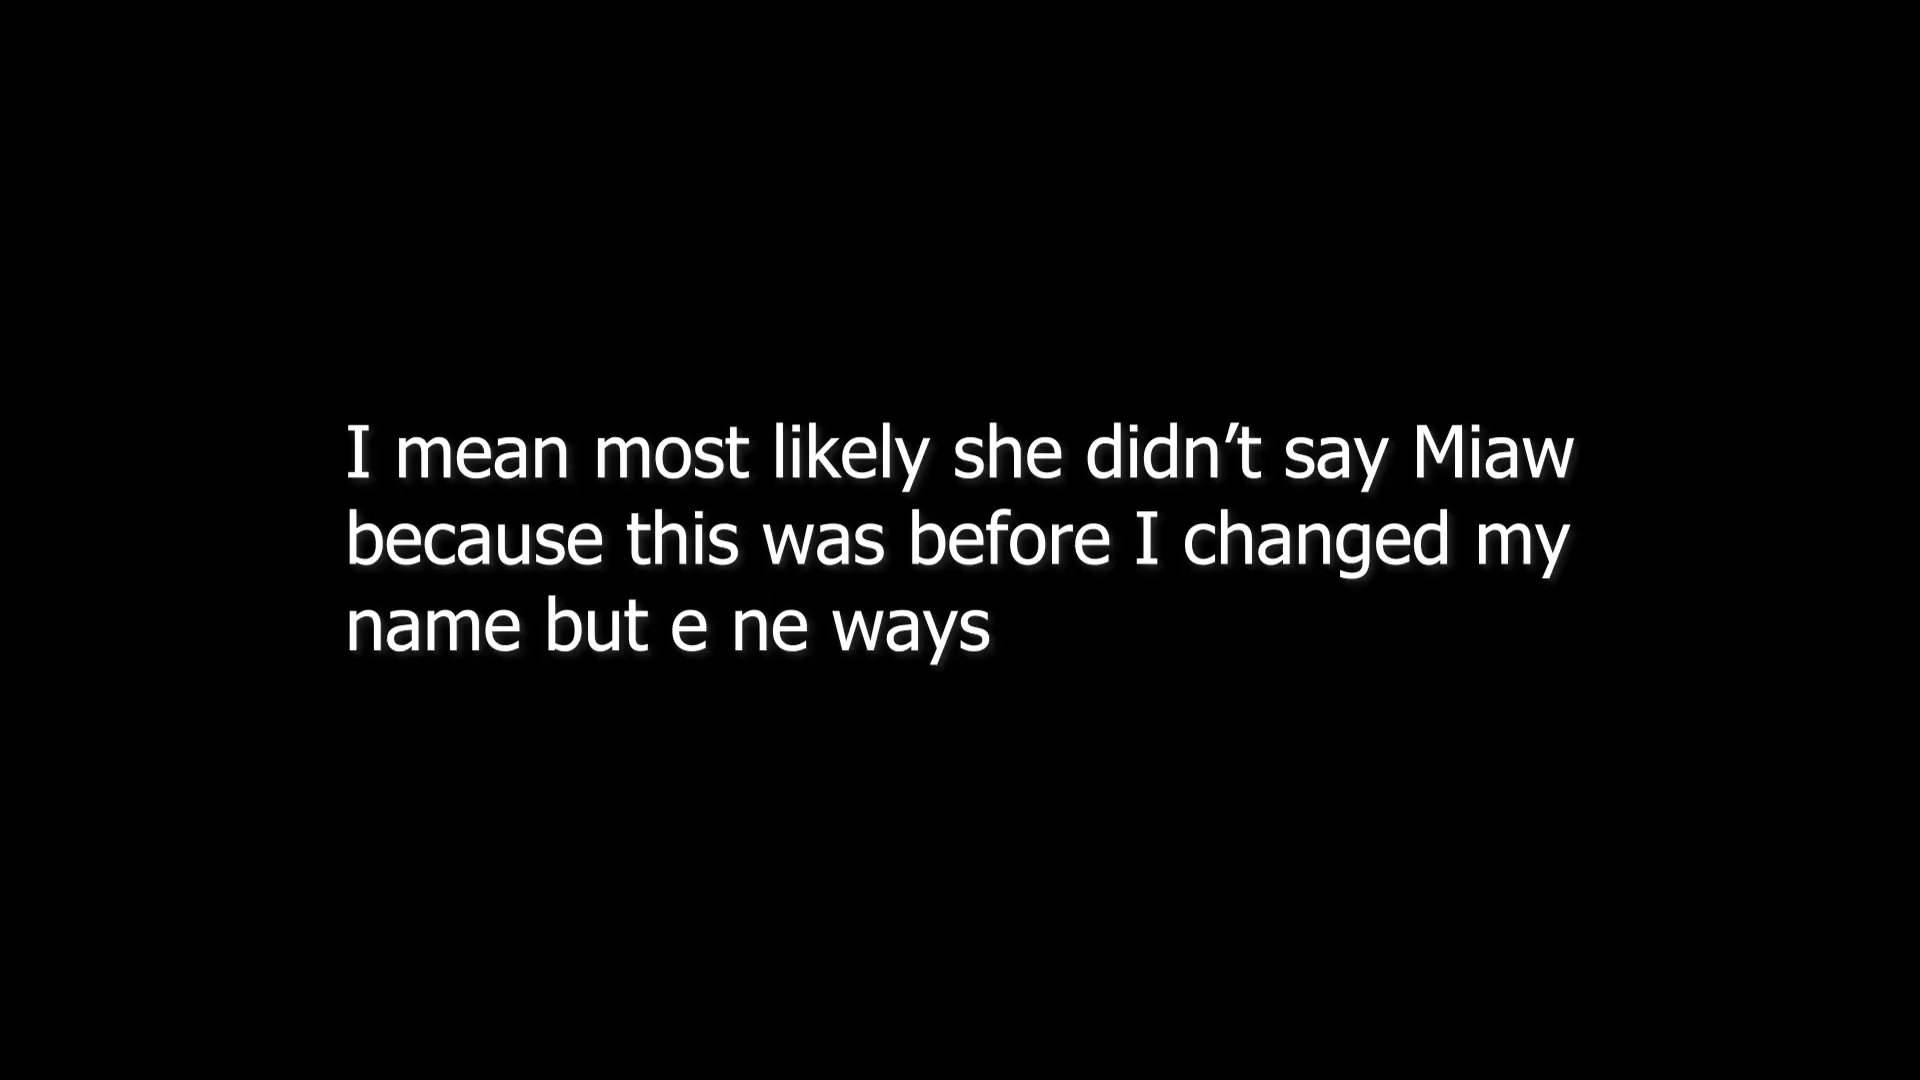 I mean most likely she didn’t say Miaw
because this was before I changed my
name but e ne ways